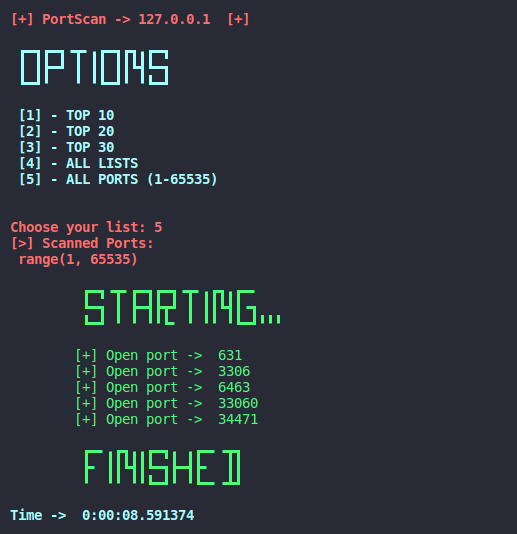 [+] PortScan -> 127.0.0.1 [+]
OPTIONS
[1] - TOP 10
[2] - TOP 20
[3] - TOP 30
[4] - ALL LISTS
[5] - ALL PORTS (1-65535)
Choose your list: 5
[>] Scanned Ports:
range(1, 65535)
STARTING...
[+] Open port -> 631
[+] Open port -> 3306
[+] Open port -> 6463
[+] Open port -> 33060
[+] Open port -> 34471
FINISHED
Time -> 0:00:08.591374